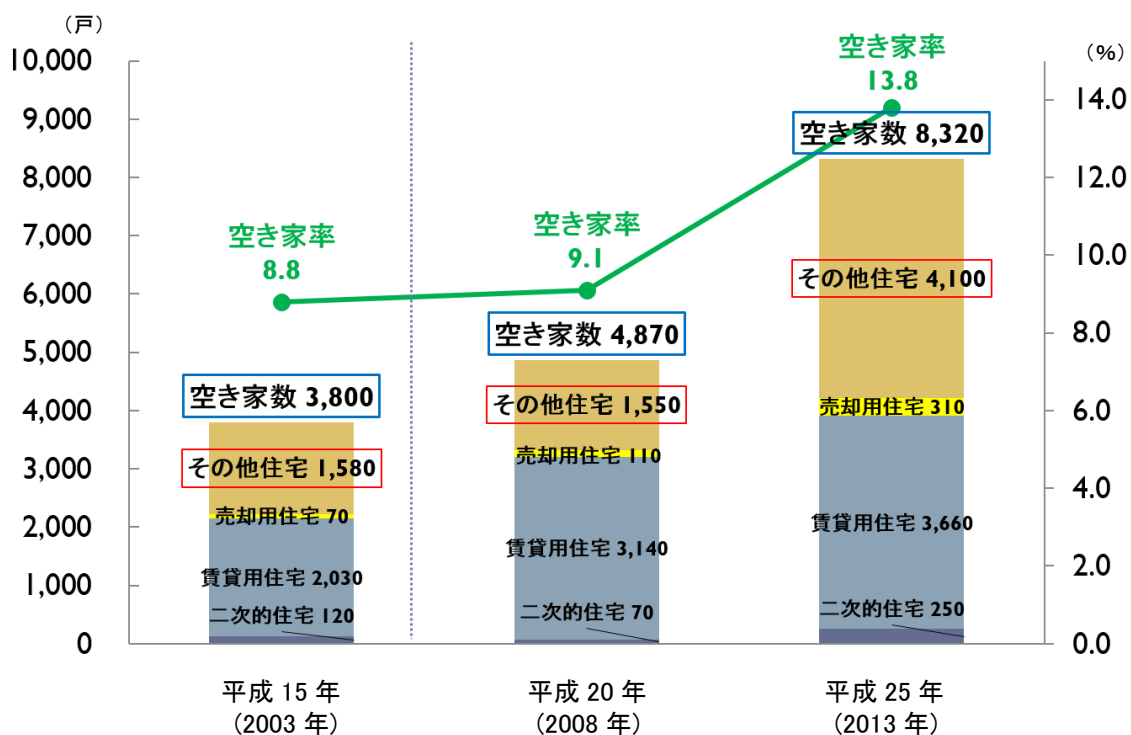 （戸）
（%）
10,000
9,000
8,000
7,000
6,000
5,000
4,000
3,000
2,000
1,000
0
空き家率
8.8
空き家数 3,800
その他住宅 1,580
売却用住宅 70
賃貸用住宅 2,030
二次的住宅 120
空き家率
9.1
空き家数 4,870
その他住宅 1,550
売却用住宅 110
賃貸用住宅 3,140
二次的住宅 70
空き家率
13.8
空き家数 8,320
その他住宅 4,100
売却用住宅 310
賃貸用住宅 3,660
二次的住宅 250
14.0
12.0
10.0
8.0
6.0
4.0
2.0
0.0
平成 15 年
（2003 年）
平成 20 年
（2008 年）
平成 25 年
（2013 年）